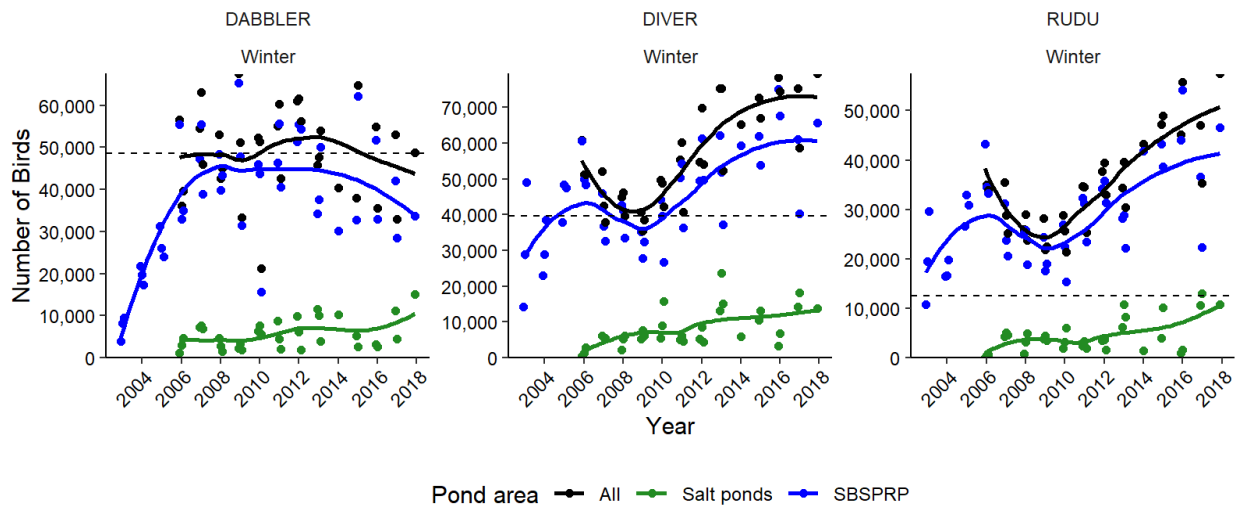 DABBLER
DIVER
RUDU
Winter
Winter
Winter
Number of Birds
60,000
50,000
40,000
30,000
20,000
10,000
0
70,000
60,000
50,000
40,000
30,000
20,000
10,000
0
50,000
40,000
30,000
20,000
10,000
0
2004 2006 2008 2010 2012 2014 2016 2018
2004 2006 2008 2010 2012 2014 2016 2018
2004 2006 2008 2010 2012 2014 2016 2018
Year
Pond area All Salt ponds SBSPRP